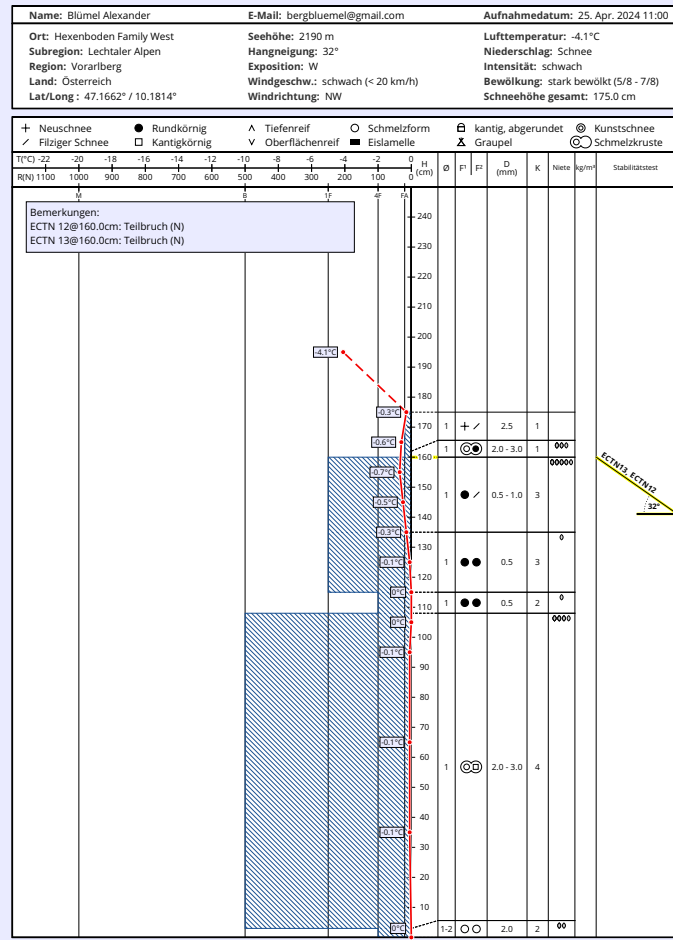 Name: Blümel Alexander E-Mail: bergbluemel@gmail.com Aufnahmedatum: 25. Apr. 2024 11:00
Ort: Hexenboden Family West Seehöhe: 2190 m Lufttemperatur: -4.1°C
Subregion: Lechtaler Alpen Hangneigung: 32° Niederschlag: Schnee
Region: Vorarlberg Exposition: W Intensität: schwach
Land: Österreich Windgeschw.: schwach (< 20 km/h) Bewölkung: stark bewölkt (5/8 - 7/8)
Lat/Long : 47.1662° / 10.1814° Windrichtung: NW Schneehöhe gesamt: 175.0 cm
Neuschnee Rundkörnig Tiefenreif Schmelzform kantig, abgerundet Kunstschnee
Filziger Schnee Kantigkörnig Oberflächenreif Eislamelle Graupel Schmelzkruste
T(°C) -22 -20 -18 -16 -14 -12 -10 -8 -6 -4 -2 0 H (cm) Ø F¹ F² D (mm) K Niete kg/m³ Stabilitätstest
R(N) 1100 1000 900 800 700 600 500 400 300 200 100 0
M B 1F 4F FA
Bemerkungen:
ECTN 12@160.0cm: Teilbruch (N)
ECTN 13@160.0cm: Teilbruch (N)
240
230
220
210
200
-4.1°C
190
180
-0.3°C
170 1 2.5 1
-0.6°C
1 2.0 - 3.0 1
160
-0.7°C
ECTN13, ECTN12
150
1 0.5 - 1.0 3
-0.5°C
32°
140
-0.3°C
130
-0.1°C 1 0.5 3
120
0°C
110 1 0.5 2
0°C
100
-0.1°C
90
80
70
-0.1°C
60
1 2.0 - 3.0 4
50
40
-0.1°C
30
20
10
0°C 1-2 2.0 2